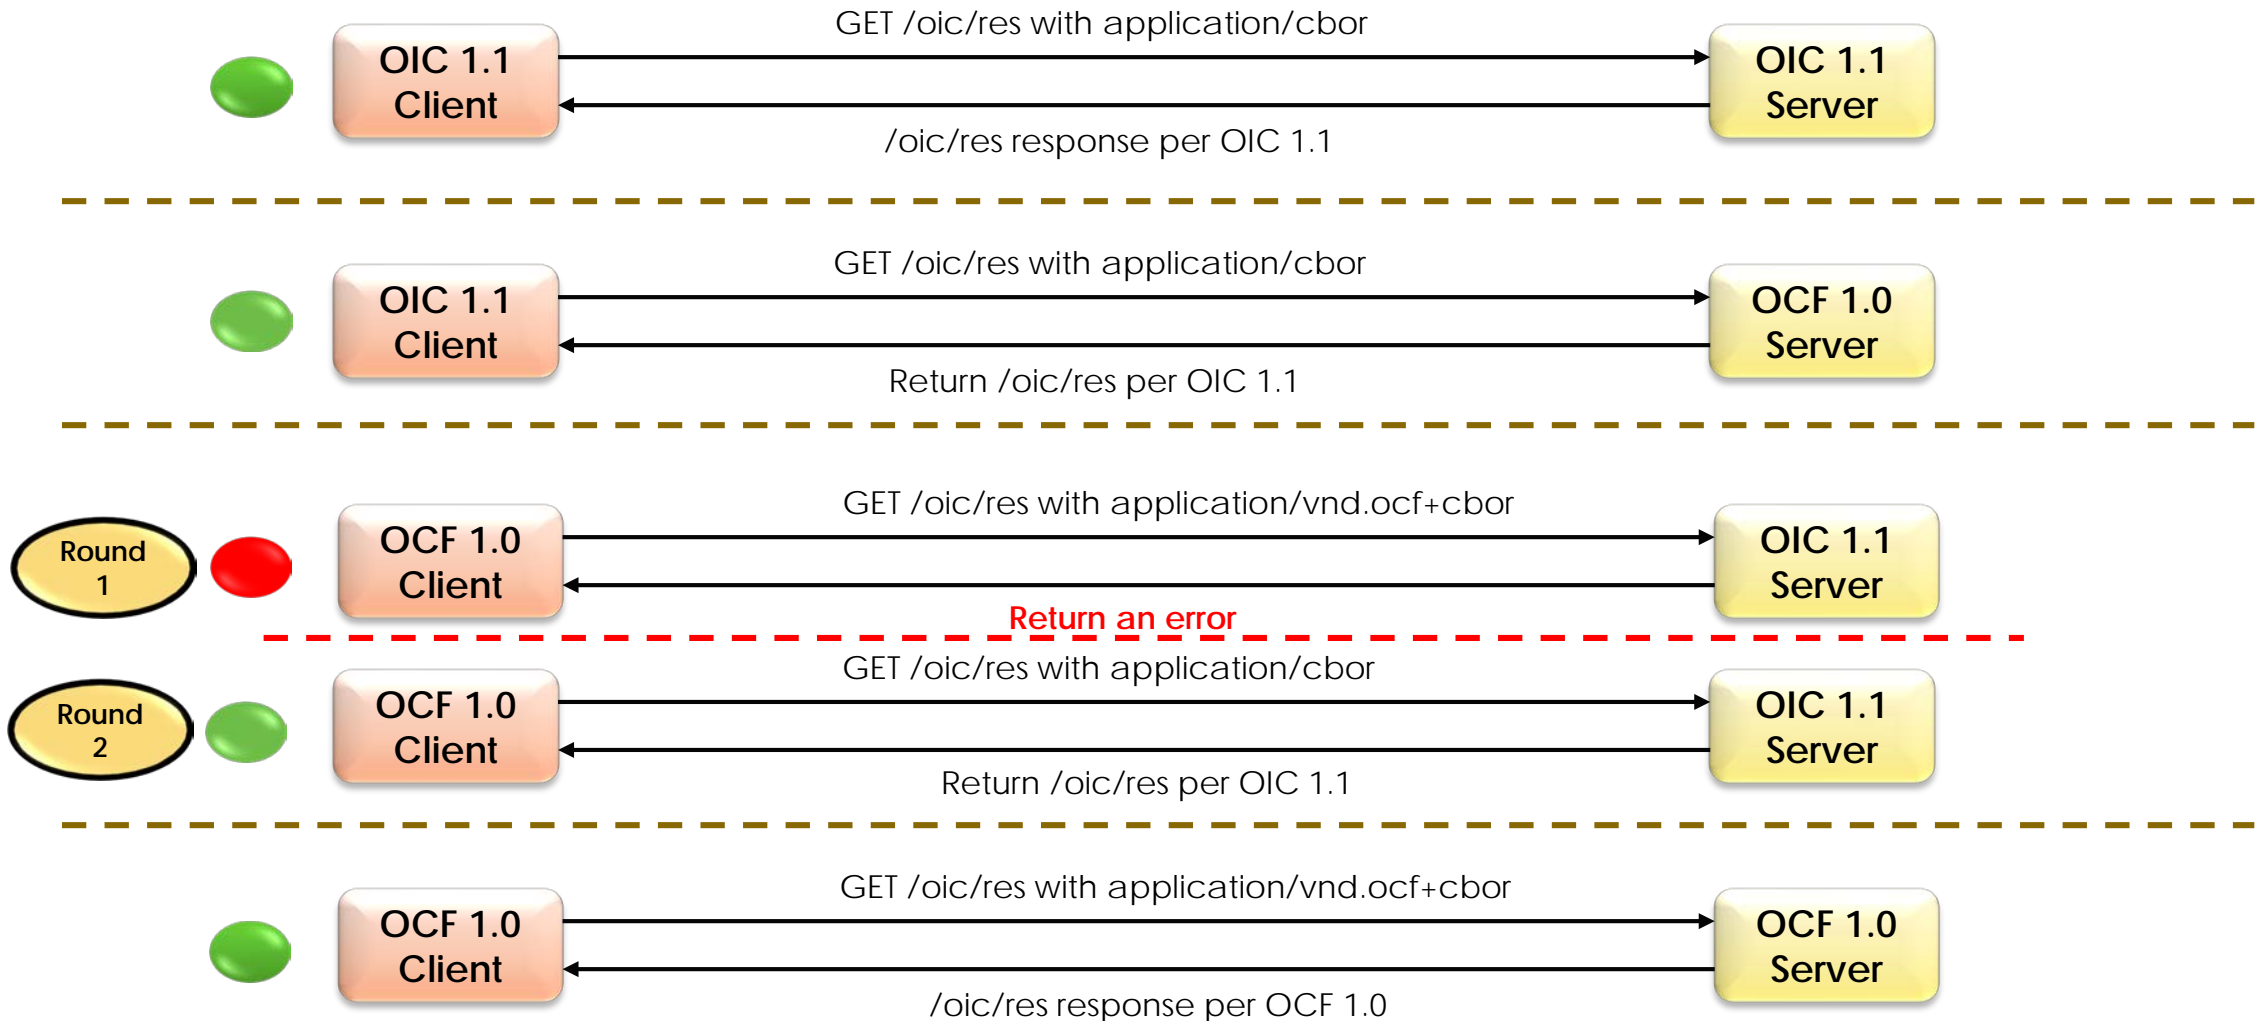 GET /oic/res with application/cbor
OIC 1.1
Client
OIC 1.1
Server
/oic/res response per OIC 1.1
GET /oic/res with application/cbor
OIC 1.1
Client
OCF 1.0
Server
Return /oic/res per OIC 1.1
GET /oic/res with application/vnd.ocf+cbor
Round
1
OCF 1.0
Client
OIC 1.1
Server
Return an error
GET /oic/res with application/cbor
Round
2
OCF 1.0
Client
OIC 1.1
Server
Return /oic/res per OIC 1.1
GET /oic/res with application/vnd.ocf+cbor
OCF 1.0
Client
OCF 1.0
Server
/oic/res response per OCF 1.0